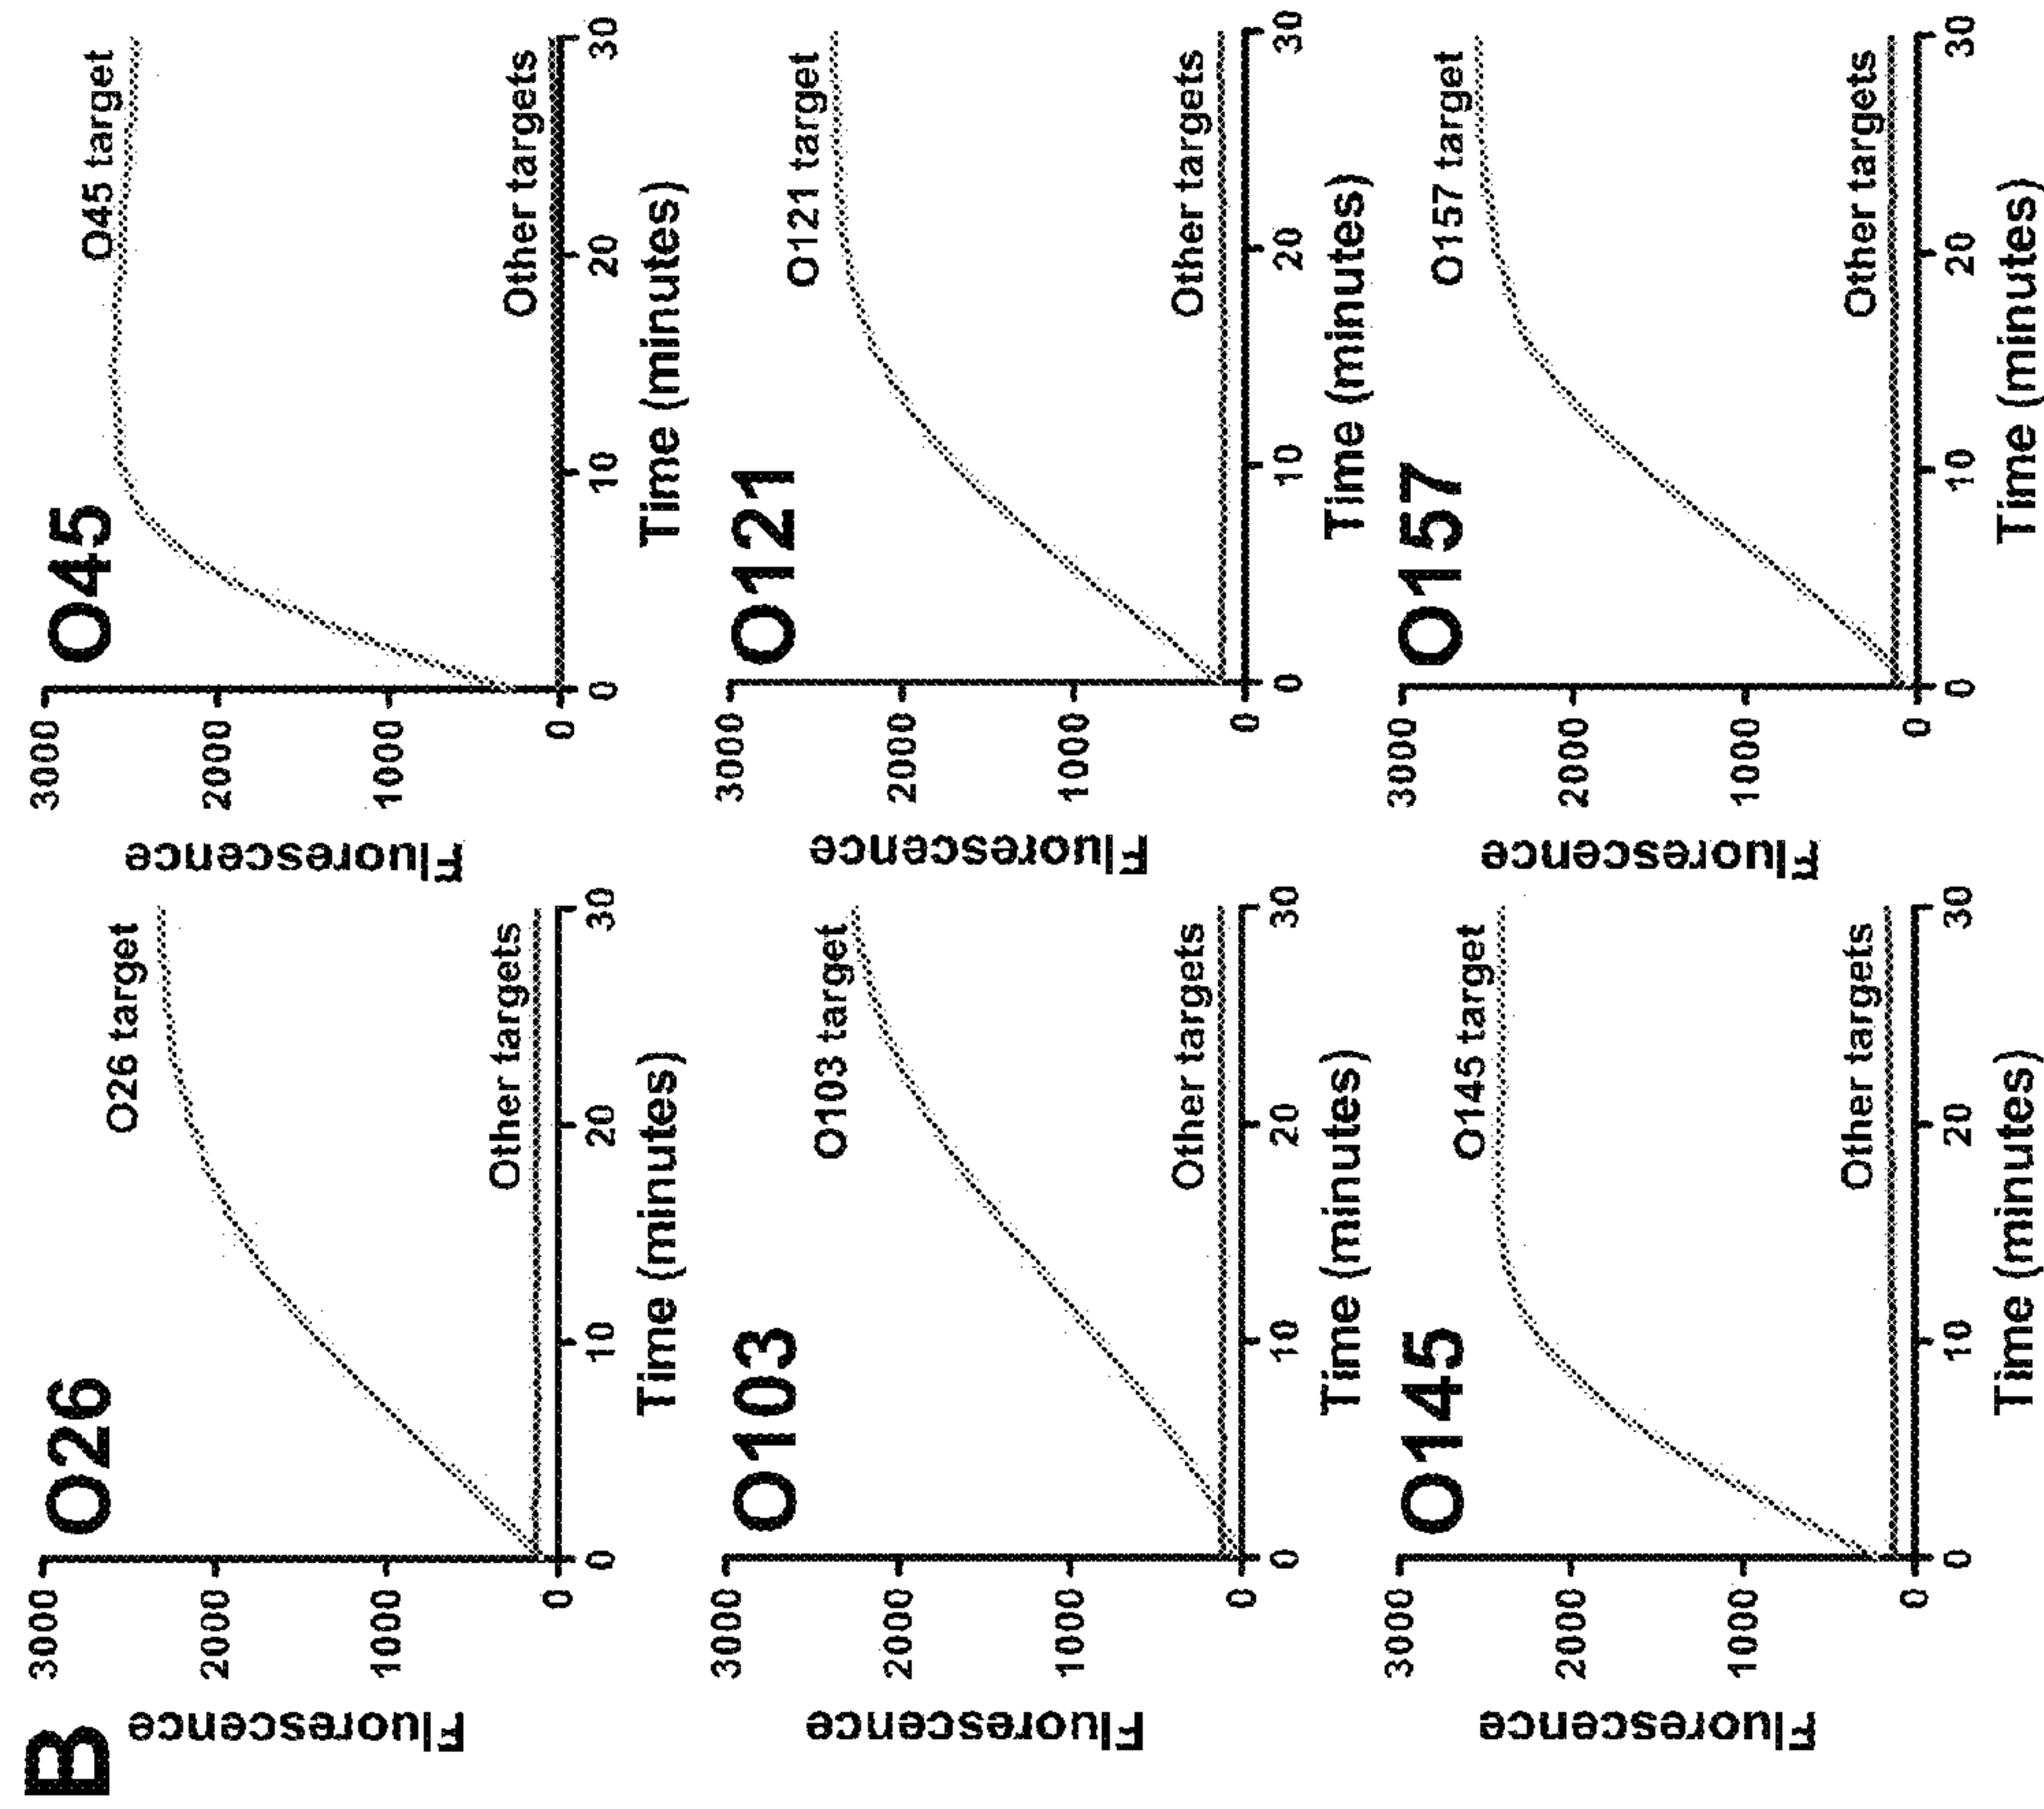 B
O26
Fluorescence
3000
2000
1000
0
O26 target
Other targets
0 10 20 30
Time (minutes)
O45
Fluorescence
3000
2000
1000
0
O45 target
Other targets
0 10 20 30
Time (minutes)
O103
Fluorescence
3000
2000
1000
0
O103 target
Other targets
0 10 20 30
Time (minutes)
O121
Fluorescence
3000
2000
1000
0
O121 target
Other targets
0 10 20 30
Time (minutes)
O145
Fluorescence
3000
2000
1000
0
O145 target
Other targets
0 10 20 30
Time (minutes)
O157
Fluorescence
3000
2000
1000
0
O157 target
Other targets
0 10 20 30
Time (minutes)